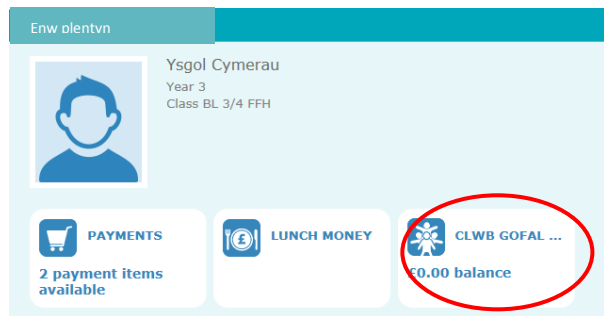 Enw plentyn
Ysgol Cymerau
Year 3
Class BL 3/4 FFH
PAYMENTS
2 payment items
available
LUNCH MONEY
CLWB GOFAL ...
£0.00 balance